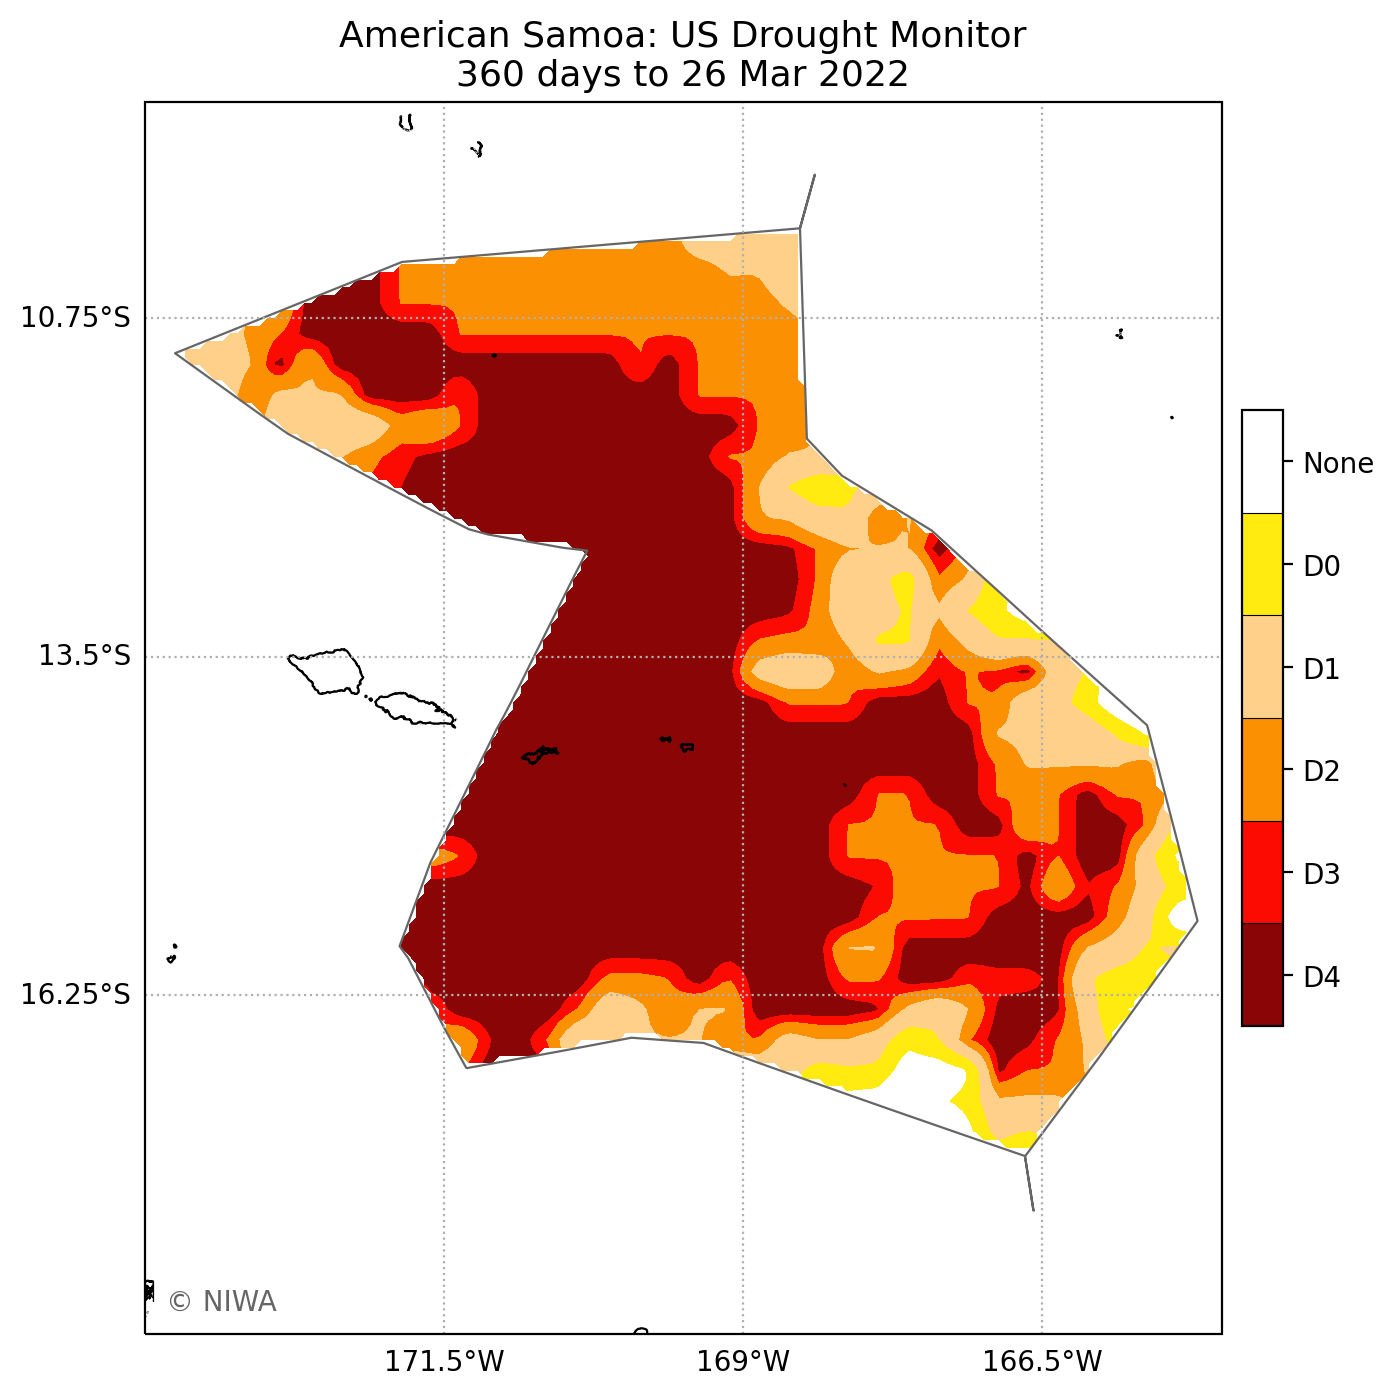 American Samoa: US Drought Monitor
360 days to 26 Mar 2022
10.75°S
13.5°S
16.25°S
171.5°W
169°W
166.5°W
None
D0
D1
D2
D3
D4
© NIWA